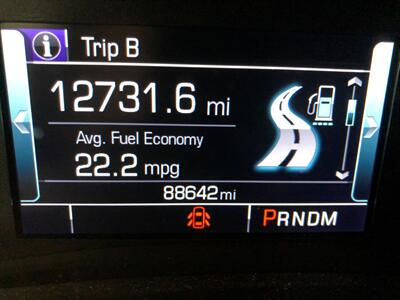 Trip B
12731.6 mi
Avg. Fuel Economy
22.2 mpg
88642 mi
PRNDM